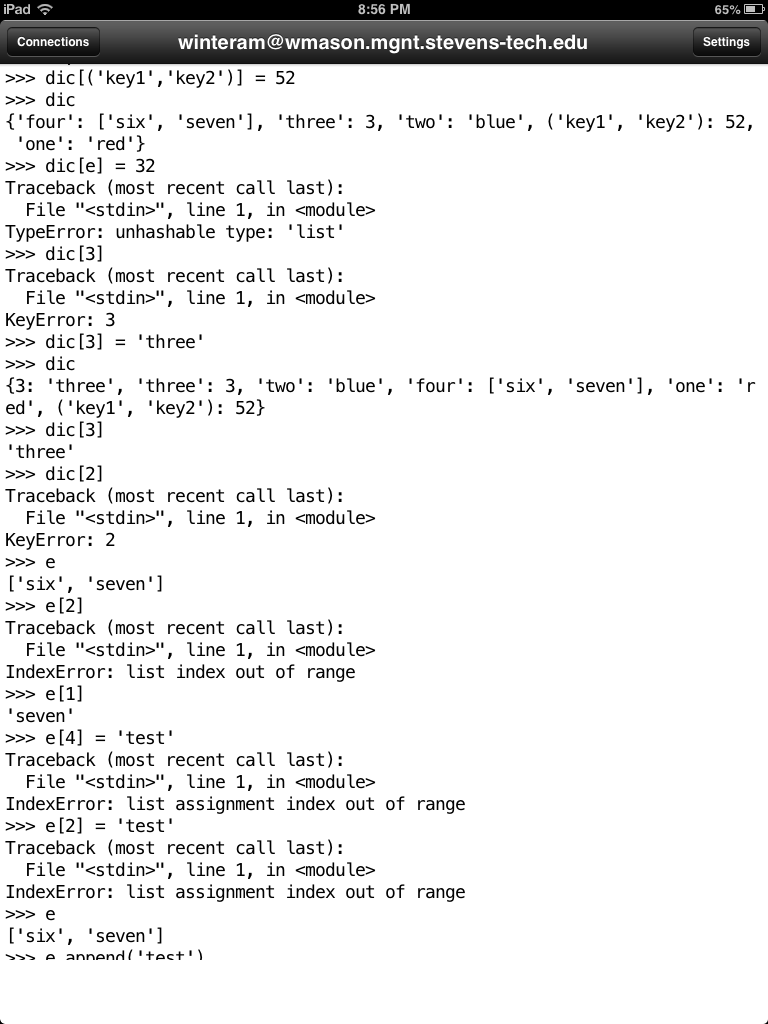 iPad 8:56 PM 65%
Connections winteram@wmason.mgnt.stevens-tech.edu Settings
>>> dic[('key1','key2')] = 52
>>> dic
{'four': ['six', 'seven'], 'three': 3, 'two': 'blue', ('key1', 'key2'): 52,
 'one': 'red'}
>>> dic[e] = 32
Traceback (most recent call last):
  File "<stdin>", line 1, in <module>
TypeError: unhashable type: 'list'
>>> dic[3]
Traceback (most recent call last):
  File "<stdin>", line 1, in <module>
KeyError: 3
>>> dic[3] = 'three'
>>> dic
{3: 'three', 'three': 3, 'two': 'blue', 'four': ['six', 'seven'], 'one': 'r
ed', ('key1', 'key2'): 52}
>>> dic[3]
'three'
>>> dic[2]
Traceback (most recent call last):
  File "<stdin>", line 1, in <module>
KeyError: 2
>>> e
['six', 'seven']
>>> e[2]
Traceback (most recent call last):
  File "<stdin>", line 1, in <module>
IndexError: list index out of range
>>> e[1]
'seven'
>>> e[4] = 'test'
Traceback (most recent call last):
  File "<stdin>", line 1, in <module>
IndexError: list assignment index out of range
>>> e[2] = 'test'
Traceback (most recent call last):
  File "<stdin>", line 1, in <module>
IndexError: list assignment index out of range
>>> e
['six', 'seven']
>>> e.append('test')